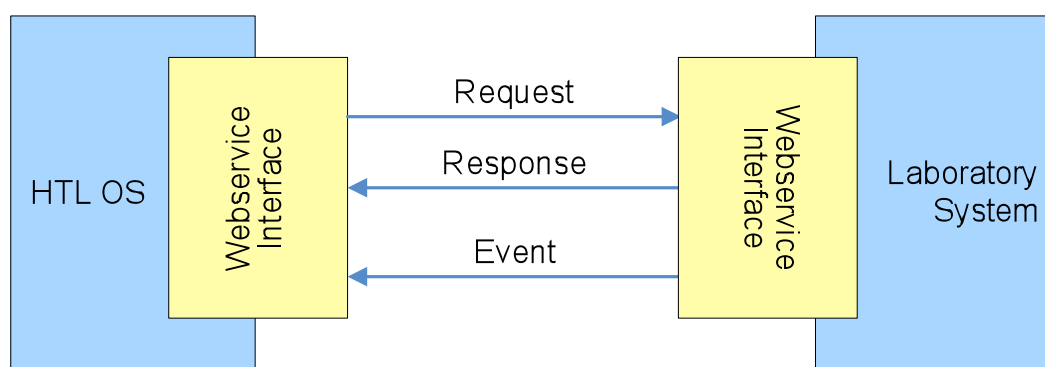 HTL OS
Webservice
Interface
Request
Response
Event
Webservice
Interface
Laboratory
System